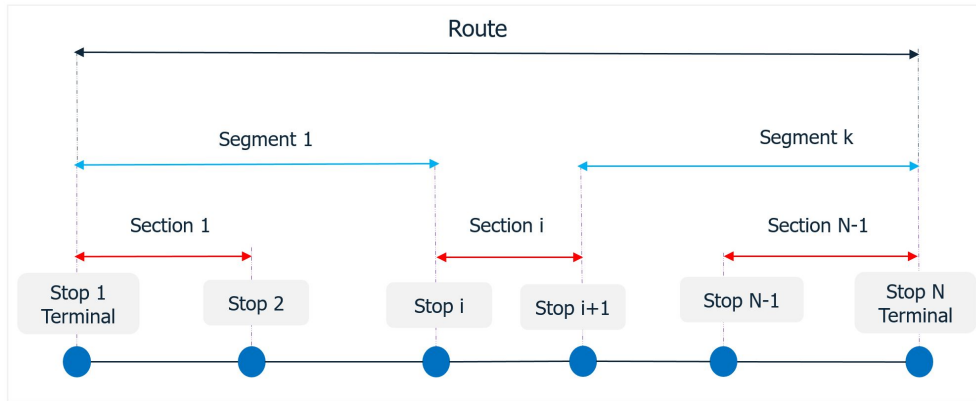 Route
Segment 1
Segment k
Section 1
Section i
Section N-1
Stop 1
Terminal
Stop 2
Stop i
Stop i+1
Stop N-1
Stop N
Terminal